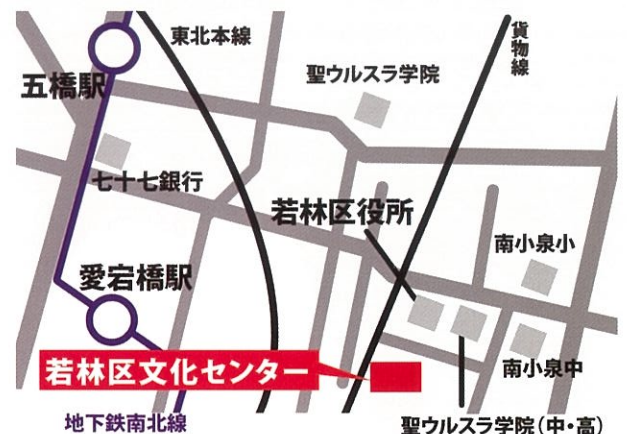 東北本線
貨物線
五橋駅
聖ウルスラ学院
七十七銀行
若林区役所
南小泉小
愛宕橋駅
若林区文化センター
南小泉中
地下鉄南北線
聖ウルスラ学院(中・高)